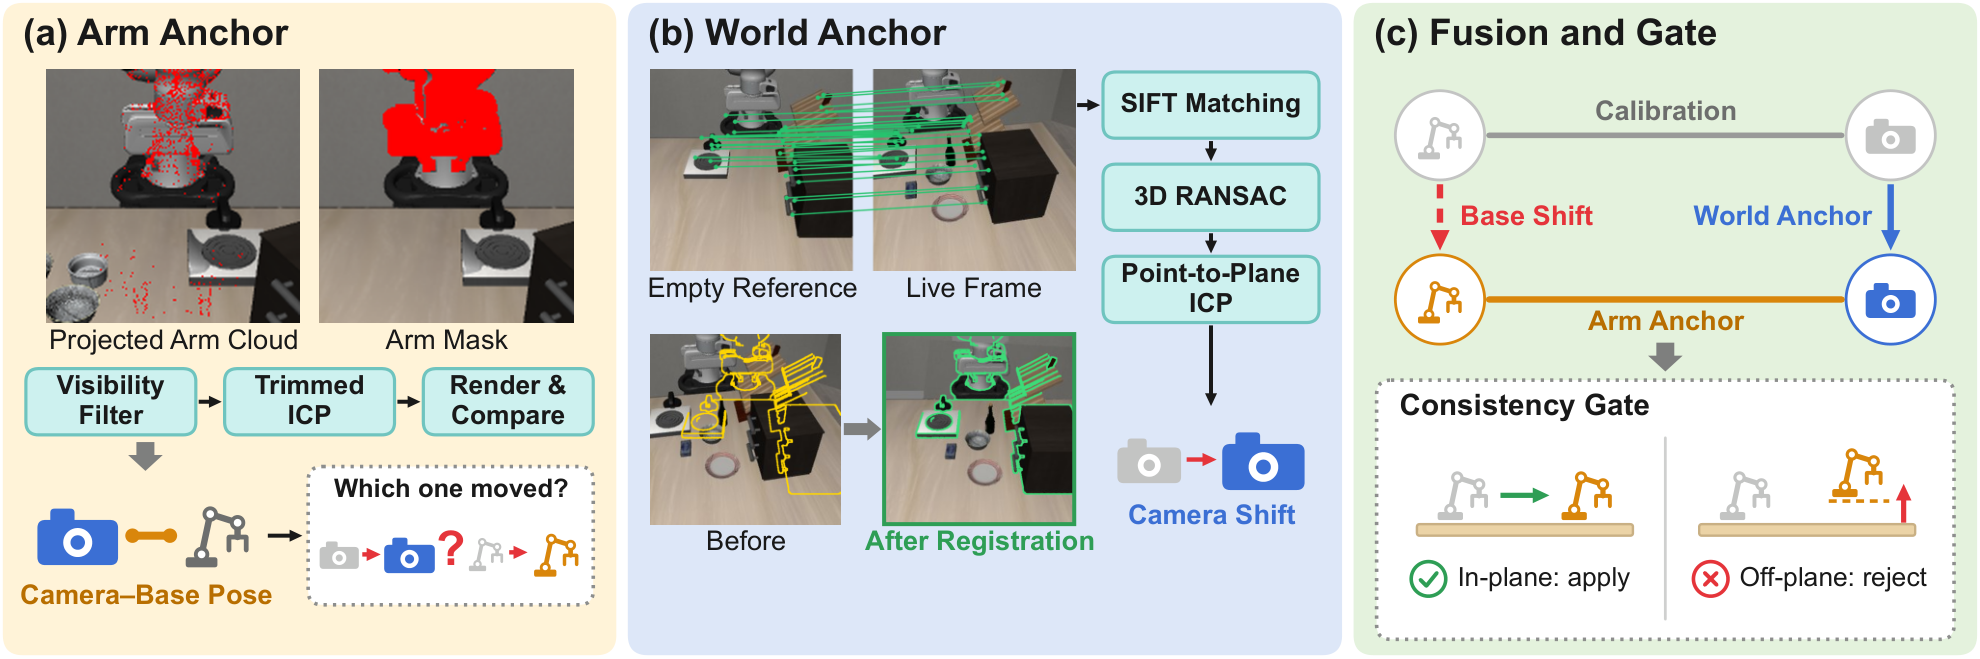 (a) Arm Anchor
Projected Arm Cloud
Arm Mask
Visibility
Filter
Trimmed
ICP
Render &
Compare
Camera–Base Pose
Which one moved?
?
(b) World Anchor
Empty Reference
Live Frame
SIFT Matching
3D RANSAC
Point-to-Plane
ICP
Before
After Registration
Camera Shift
(c) Fusion and Gate
Calibration
Base Shift
World Anchor
Arm Anchor
Consistency Gate
In-plane: apply
Off-plane: reject